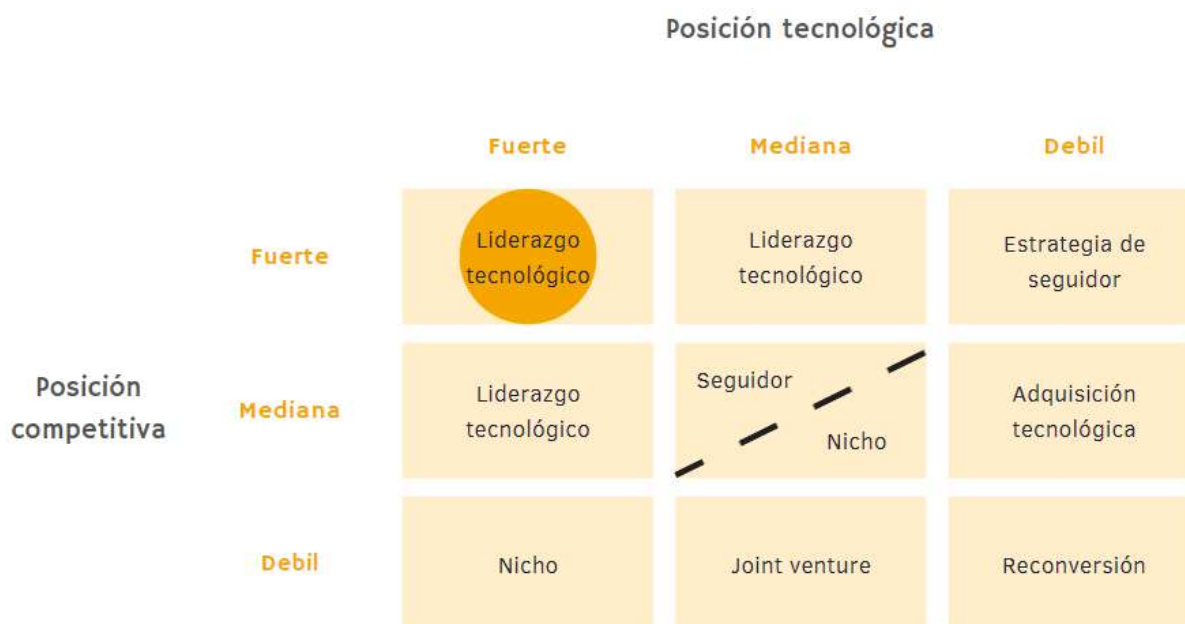 Posición tecnológica
Fuerte
Mediana
Debil
Fuerte
Liderazgo
tecnológico
Liderazgo
tecnológico
Estrategia de
seguidor
Posición
competitiva
Mediana
Liderazgo
tecnológico
Seguidor
Nicho
Adquisición
tecnológica
Debil
Nicho
Joint venture
Reconversión